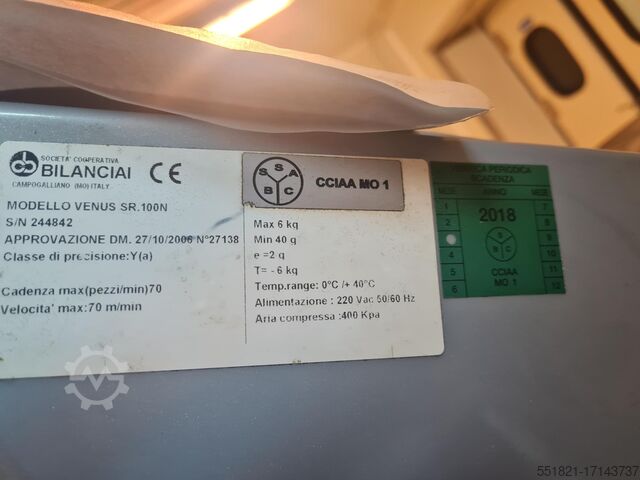 SOCIETA' COOPERATIVA
BILANCIAI CE
CAMPOGALLIANO (MO) ITALY.
MODELLO VENUS SR.100N
S/N 244842
APPROVAZIONE DM. 27/10/2006 N°27138
Classe di precisione:Y(a)
Cadenza max(pezzi/min)70
Velocita' max:70 m/min
S S A B C
CCIAA MO 1
Max 6 kg
Min 40 g
e=2 g
T= - 6 kg
Temp.range: 0°C /+ 40°C
Alimentazione : 220 Vac 50/60 Hz
Aria compressa :400 Kpa
VERIFICA PERIODICA
SCADENZA
MESE ANNO MESE
1 2018 7
2 8
9
4 10
5 CCIAA 11
6 MO 1 12
551821-17143737